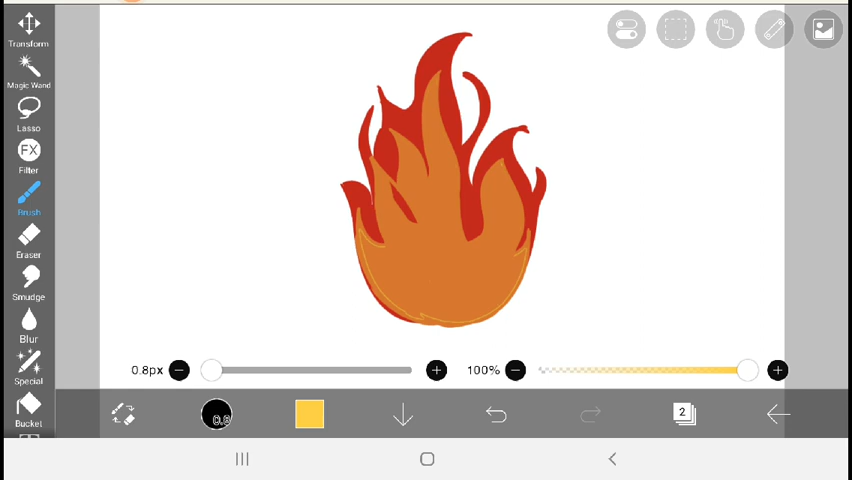 Transform
Magic Wand
Lasso
FX
Filter
Brush
Eraser
Smudge
Blur
Special
Bucket
0.8px
100%
0.8
2